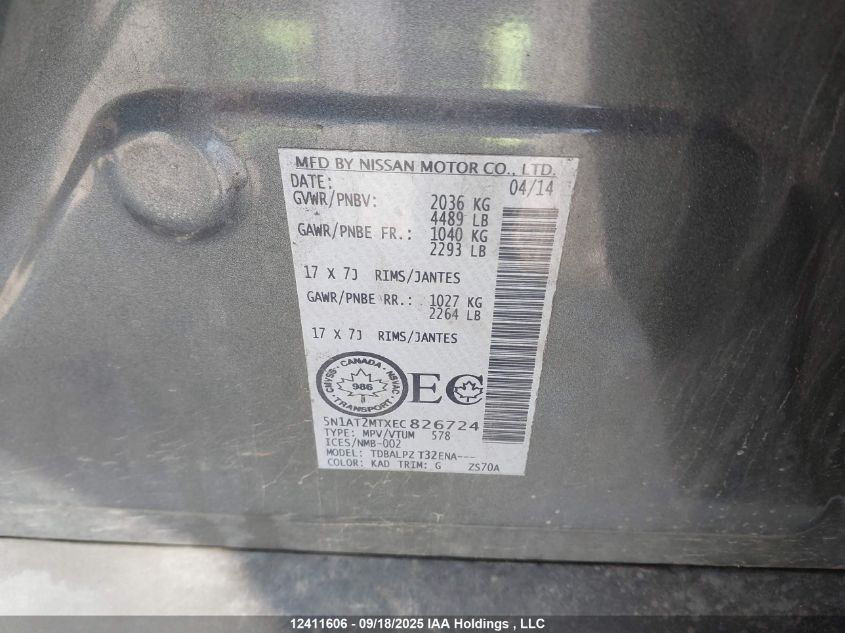 MFD BY NISSAN MOTOR CO., LTD.
DATE: 04/14
GVWR/PNBV: 2036 KG
4489 LB
GAWR/PNBE FR.: 1040 KG
2293 LB
17 X 7J RIMS/JANTES
GAWR/PNBE RR.: 1027 KG
2264 LB
17 X 7J RIMS/JANTES
CMVSS - CANADA - NSVAC
986
TRANSPORT
EC
5N1AT2MTXEC826724
TYPE: MPV/VTUM 578
ICES/NMB-002
MODEL: TDBALPZ T32ENA---
COLOR: KAD TRIM: G ZS70A
12411606 - 09/18/2025 IAA Holdings , LLC